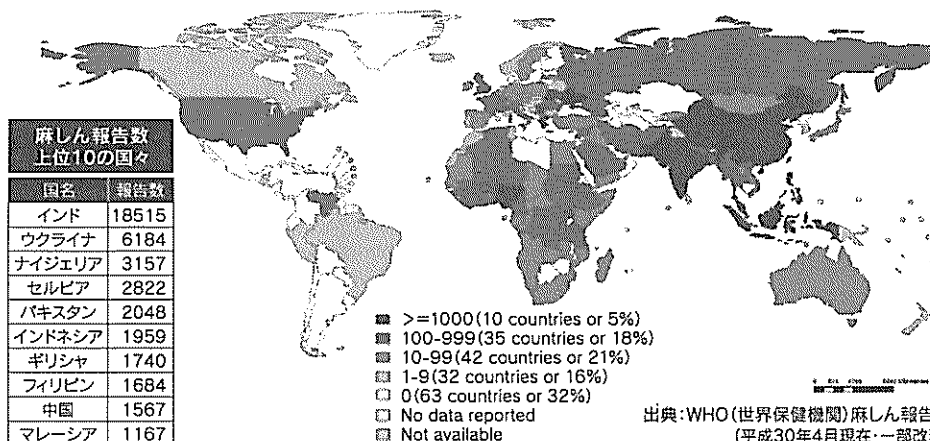 麻しん報告数
上位10の国々
国名 報告数
インド 18515
ウクライナ 6184
ナイジェリア 3157
セルビア 2822
パキスタン 2048
インドネシア 1959
ギリシャ 1740
フィリピン 1684
中国 1567
マレーシア 1167
>=1000(10 countries or 5%)
100-999(35 countries or 18%)
10-99(42 countries or 21%)
1-9(32 countries or 16%)
0(63 countries or 32%)
No data reported
Not available
出典:WHO(世界保健機関)麻しん報告
(平成30年4月現在・一部改